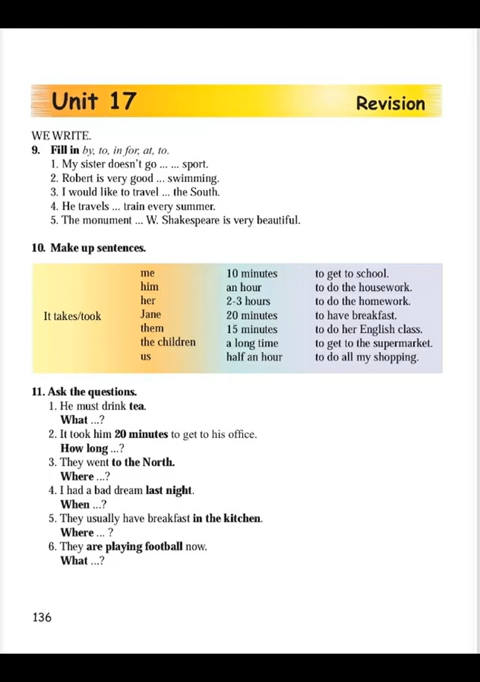 Unit 17
Revision
WE WRITE.
9. Fill in by, to, in for, at, to.
1. My sister doesn't go ... ... sport.
2. Robert is very good ... swimming.
3. I would like to travel ... the South.
4. He travels ... train every summer.
5. The monument ... W. Shakespeare is very beautiful.
10. Make up sentences.
me 10 minutes to get to school.
him an hour to do the housework.
her 2-3 hours to do the homework.
It takes/took Jane 20 minutes to have breakfast.
them 15 minutes to do her English class.
the children a long time to get to the supermarket.
us half an hour to do all my shopping.
11. Ask the questions.
1. He must drink tea.
What ...?
2. It took him 20 minutes to get to his office.
How long ...?
3. They went to the North.
Where ...?
4. I had a bad dream last night.
When ...?
5. They usually have breakfast in the kitchen.
Where ... ?
6. They are playing football now.
What ...?
136